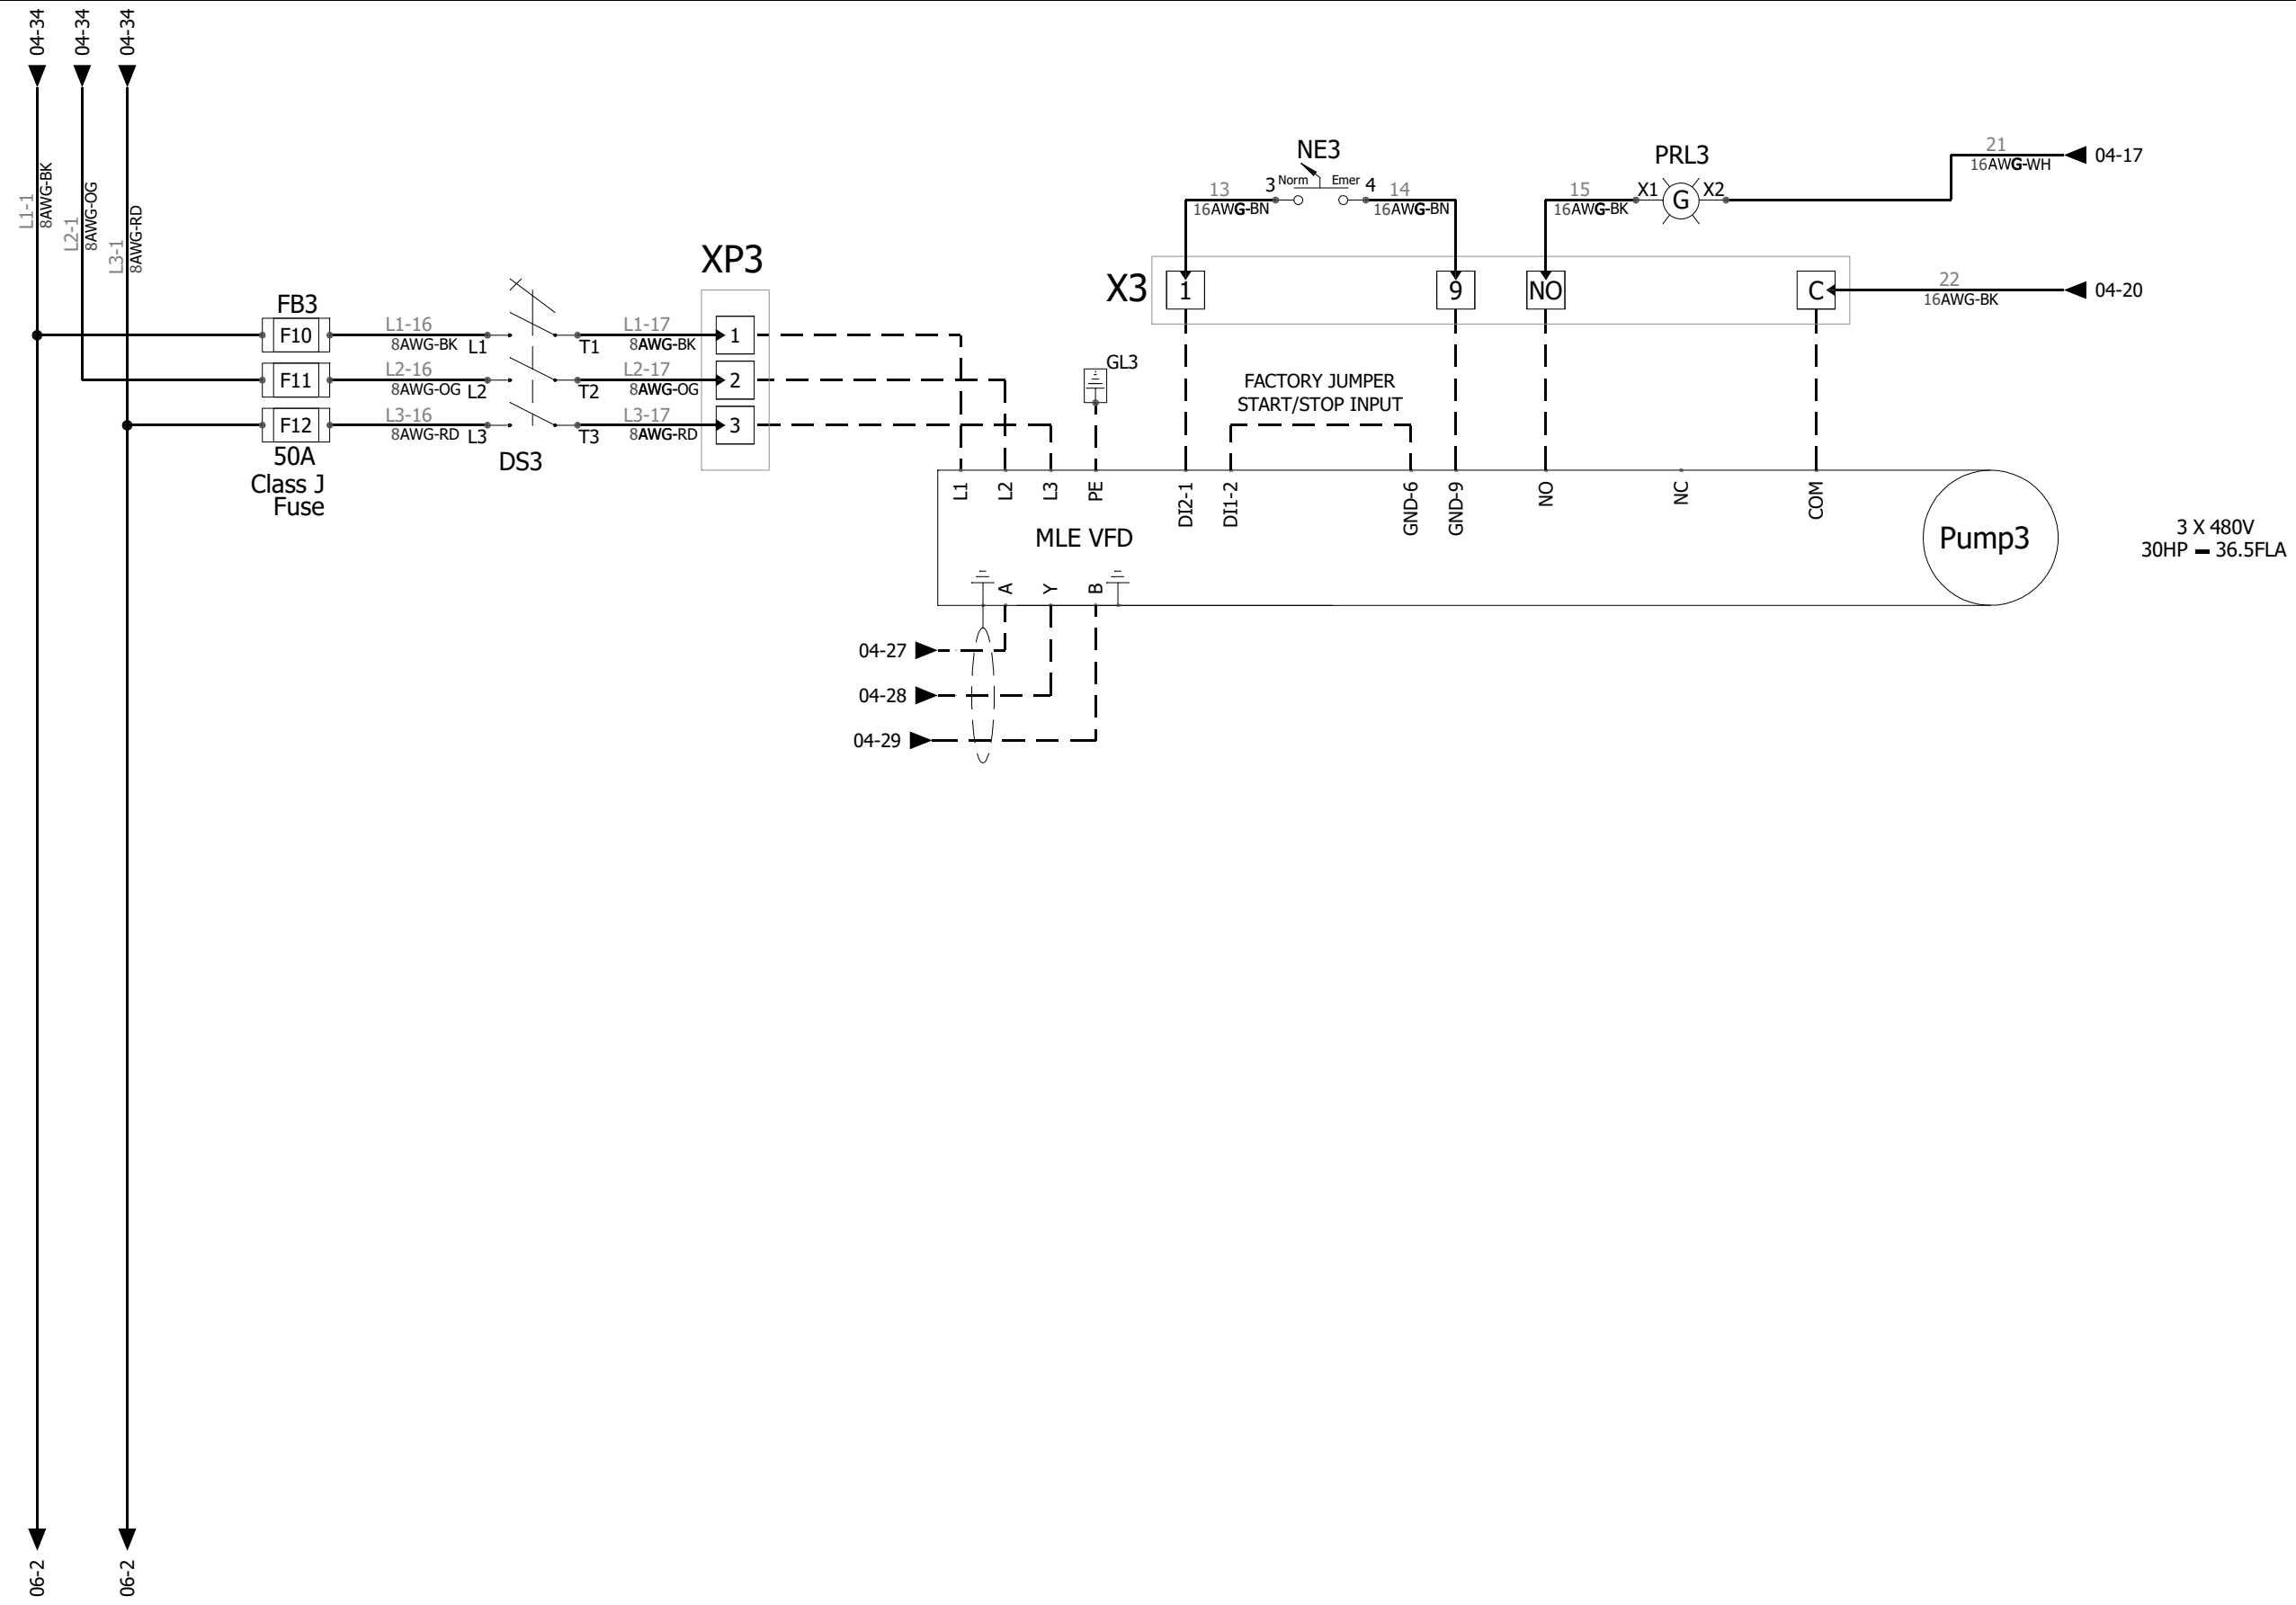 04-34
04-34
04-34
L1-1
8AWG-BK
L2-1
8AWG-OG
L3-1
8AWG-RD
NE3
PRL3
21
16AWG-WH
04-17
13
16AWG-BN
3
Norm
Emer
4
14
16AWG-BN
15
16AWG-BK
X1
G
X2
XP3
X3
1
9
NO
C
22
16AWG-BK
04-20
FB3
F10
L1-16
8AWG-BK
L1
T1
L1-17
8AWG-BK
1
F11
L2-16
8AWG-OG
L2
T2
L2-17
8AWG-OG
2
F12
L3-16
8AWG-RD
L3
T3
L3-17
8AWG-RD
3
50A
Class J
Fuse
DS3
GL3
FACTORY JUMPER
START/STOP INPUT
L1
L2
L3
PE
DI2-1
DI1-2
GND-6
GND-9
NO
NC
COM
MLE VFD
Pump3
3 X 480V
30HP - 36.5FLA
A
Y
B
04-27
04-28
04-29
06-2
06-2